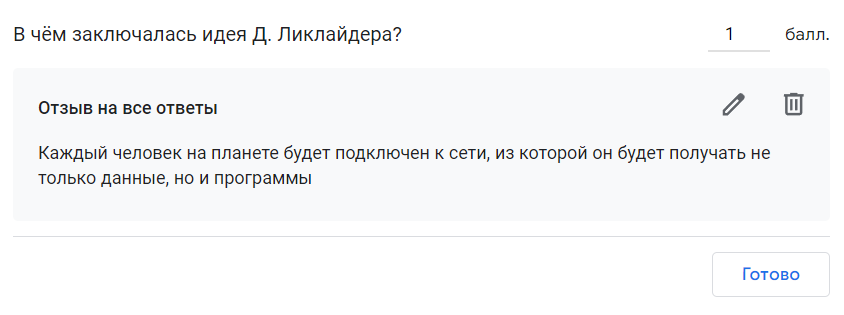 В чём заключалась идея Д. Ликлайдера?
1 балл.
Отзыв на все ответы
Каждый человек на планете будет подключен к сети, из которой он будет получать не
только данные, но и программы
Готово